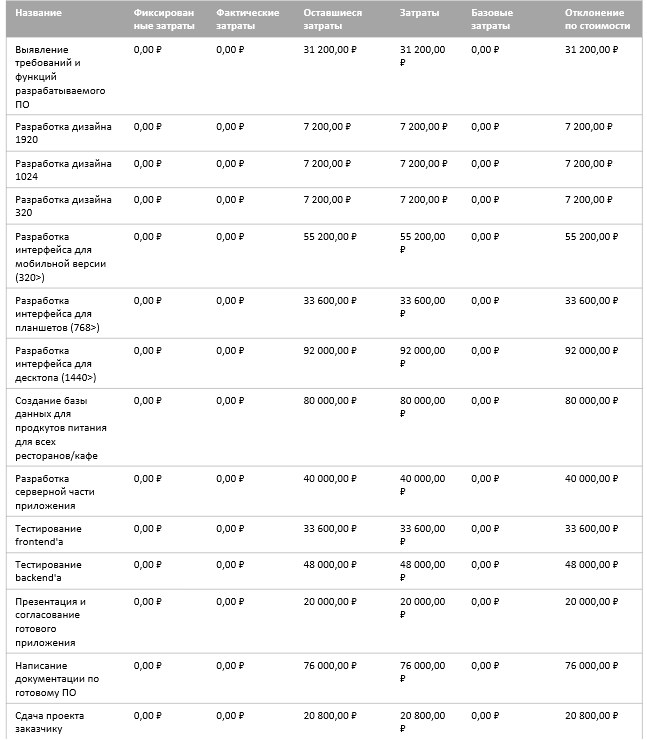 Название Фиксирован Фактические Оставшиеся Затраты Базовые Отклонение
ные затраты затраты затраты затраты по стоимости
Выявление 0,00 ₽ 0,00 ₽ 31 200,00 ₽ 31 200,00 0,00 ₽ 31 200,00 ₽
требований и ₽
функций
разрабатываемого
ПО
Разработка дизайна 0,00 ₽ 0,00 ₽ 7 200,00 ₽ 7 200,00 ₽ 0,00 ₽ 7 200,00 ₽
1920
Разработка дизайна 0,00 ₽ 0,00 ₽ 7 200,00 ₽ 7 200,00 ₽ 0,00 ₽ 7 200,00 ₽
1024
Разработка дизайна 0,00 ₽ 0,00 ₽ 7 200,00 ₽ 7 200,00 ₽ 0,00 ₽ 7 200,00 ₽
320
Разработка 0,00 ₽ 0,00 ₽ 55 200,00 ₽ 55 200,00 0,00 ₽ 55 200,00 ₽
интерфейса для ₽
мобильной версии
(320>)
Разработка 0,00 ₽ 0,00 ₽ 33 600,00 ₽ 33 600,00 0,00 ₽ 33 600,00 ₽
интерфейса для ₽
планшетов (768>)
Разработка 0,00 ₽ 0,00 ₽ 92 000,00 ₽ 92 000,00 0,00 ₽ 92 000,00 ₽
интерфейса для ₽
десктопа (1440>)
Создание базы 0,00 ₽ 0,00 ₽ 80 000,00 ₽ 80 000,00 0,00 ₽ 80 000,00 ₽
данных для ₽
продкутов питания
для всех
ресторанов/кафе
Разработка 0,00 ₽ 0,00 ₽ 40 000,00 ₽ 40 000,00 0,00 ₽ 40 000,00 ₽
серверной части ₽
приложения
Тестирование 0,00 ₽ 0,00 ₽ 33 600,00 ₽ 33 600,00 0,00 ₽ 33 600,00 ₽
frontend'а ₽
Тестирование 0,00 ₽ 0,00 ₽ 48 000,00 ₽ 48 000,00 0,00 ₽ 48 000,00 ₽
backend'а ₽
Презентация и 0,00 ₽ 0,00 ₽ 20 000,00 ₽ 20 000,00 0,00 ₽ 20 000,00 ₽
согласование ₽
готового
приложения
Написание 0,00 ₽ 0,00 ₽ 76 000,00 ₽ 76 000,00 0,00 ₽ 76 000,00 ₽
документации по ₽
готовому ПО
Сдача проекта 0,00 ₽ 0,00 ₽ 20 800,00 ₽ 20 800,00 0,00 ₽ 20 800,00 ₽
заказчику ₽